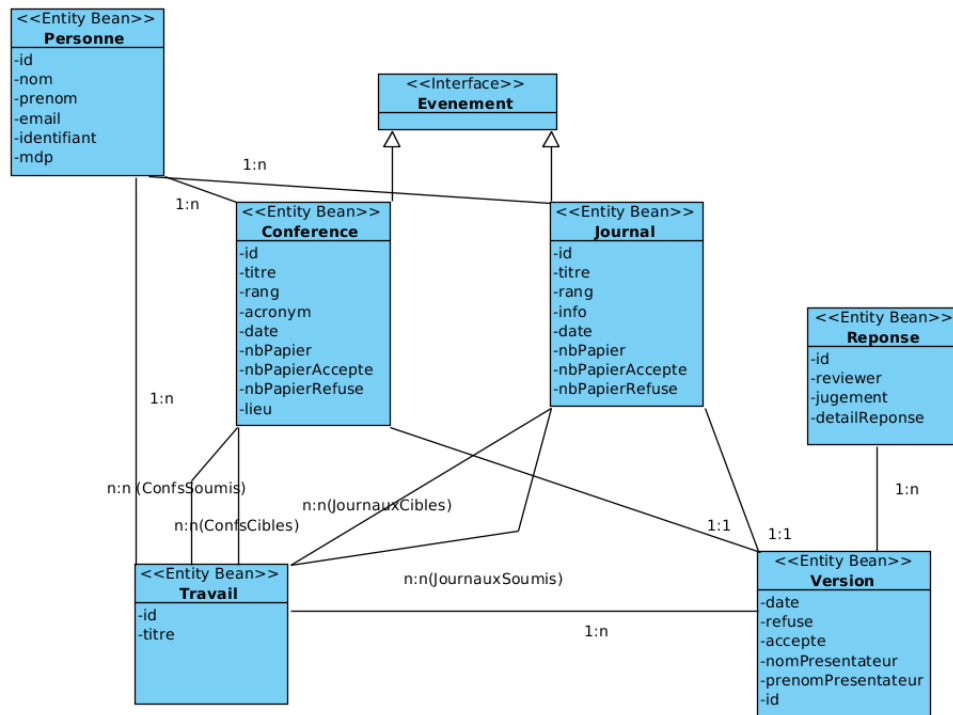 <<Entity Bean>>
Personne
-id
-nom
-prenom
-email
-identifiant
-mdp
<<Interface>>
Evenement
1:n
1:n
<<Entity Bean>>
Conference
-id
-titre
-rang
-acronym
-date
-nbPapier
-nbPapierAccepte
-nbPapierRefuse
-lieu
<<Entity Bean>>
Journal
-id
-titre
-rang
-info
-date
-nbPapier
-nbPapierAccepte
-nbPapierRefuse
<<Entity Bean>>
Reponse
-id
-reviewer
-jugement
-detailReponse
1:n
n:n (ConfsSoumis)
n:n(JournauxCibles)
n:n(ConfsCibles)
1:n
1:1
1:1
n:n(JournauxSoumis)
<<Entity Bean>>
Travail
-id
-titre
1:n
<<Entity Bean>>
Version
-date
-refuse
-accepte
-nomPresentateur
-prenomPresentateur
-id